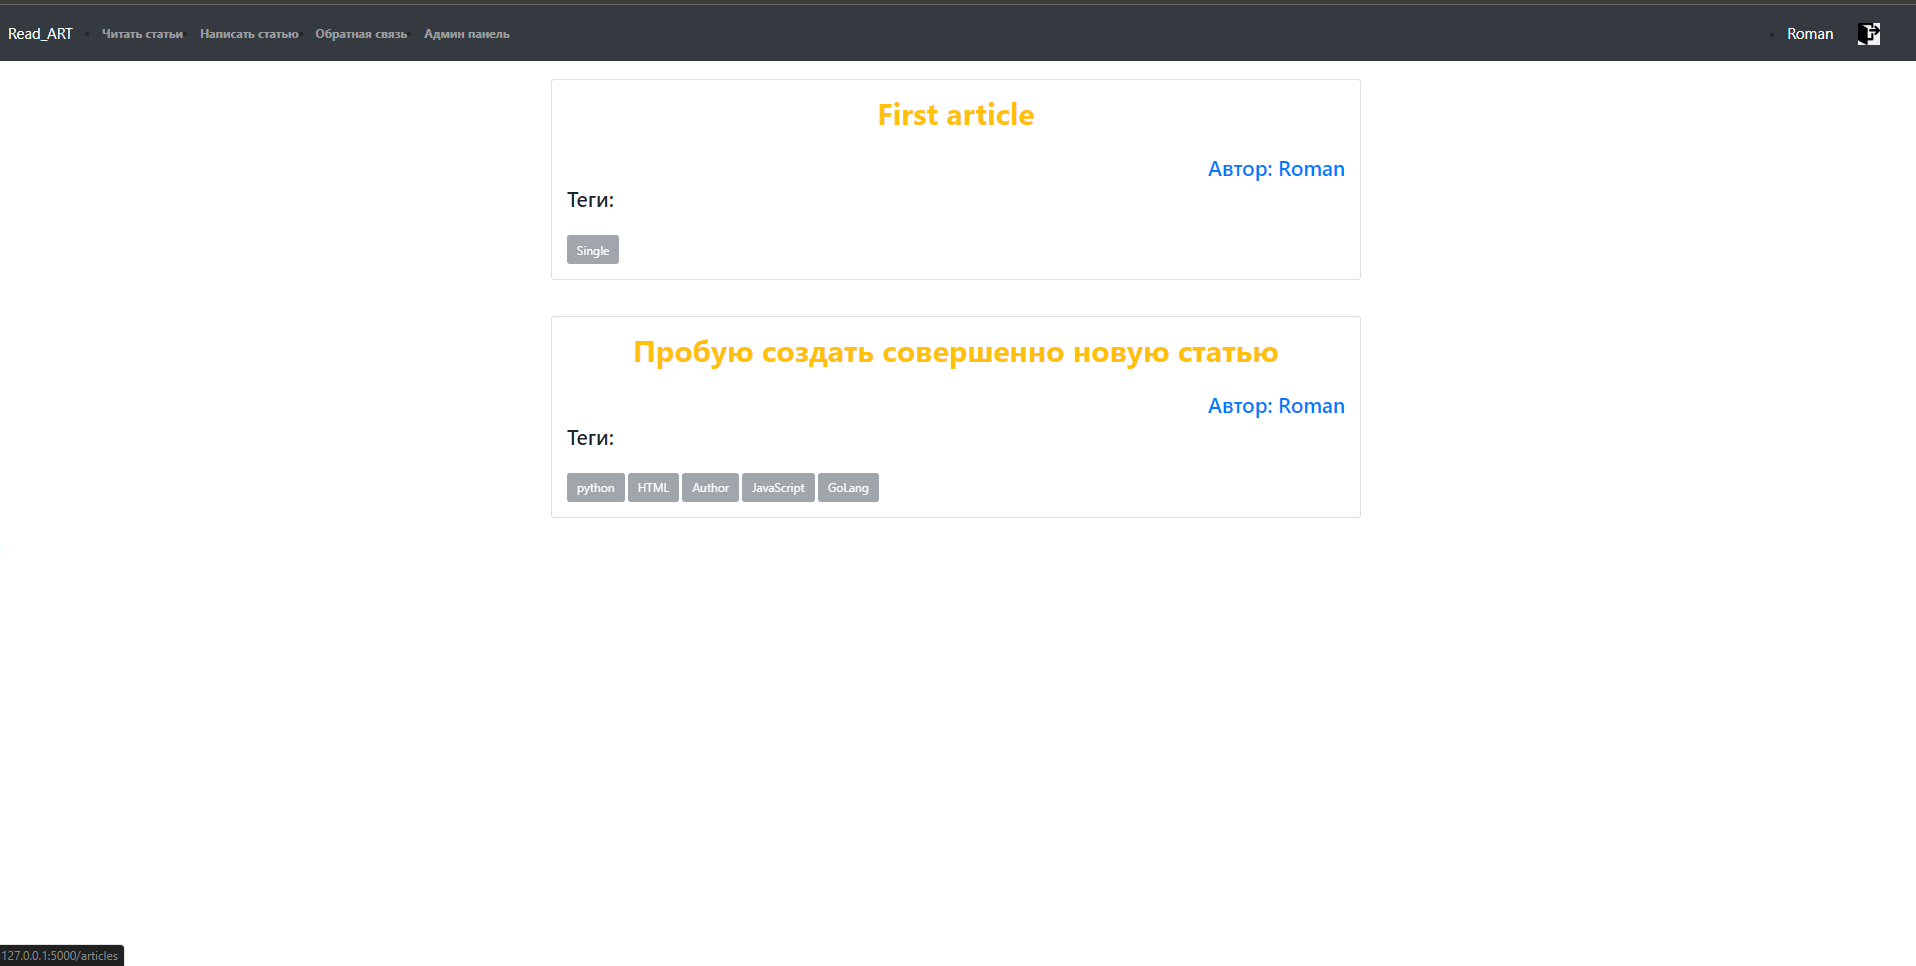 Read_ART Читать статьи Написать статью Обратная связь Админ панель Roman
First article
Автор: Roman
Теги:
Single
Пробую создать совершенно новую статью
Автор: Roman
Теги:
python HTML Author JavaScript GoLang
127.0.0.1:5000/articles